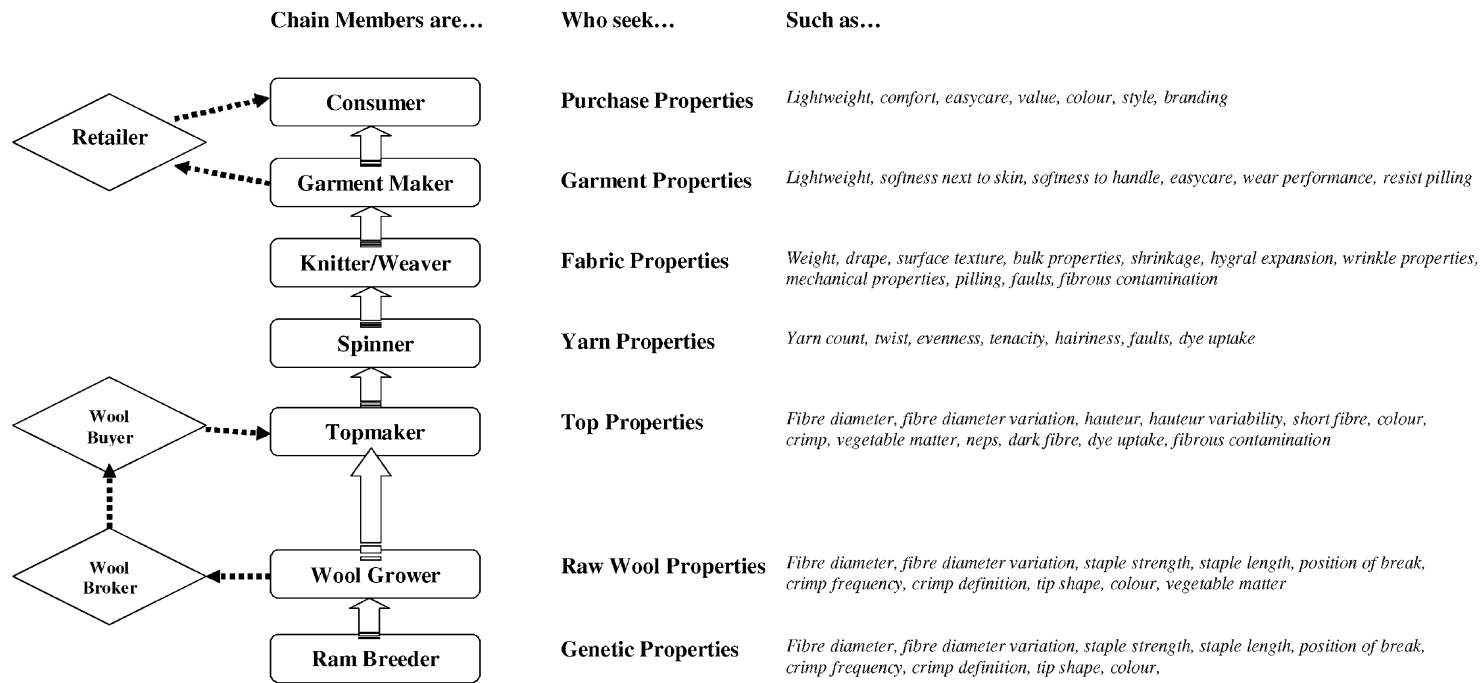 Chain Members are… Who seek… Such as…
Consumer Purchase Properties Lightweight, comfort, easycare, value, colour, style, branding
Retailer
Garment Maker Garment Properties Lightweight, softness next to skin, softness to handle, easycare, wear performance, resist pilling
Knitter/Weaver Fabric Properties Weight, drape, surface texture, bulk properties, shrinkage, hygral expansion, wrinkle properties,
mechanical properties, pilling, faults, fibrous contamination
Spinner Yarn Properties Yarn count, twist, evenness, tenacity, hairiness, faults, dye uptake
Wool
Buyer
Topmaker Top Properties Fibre diameter, fibre diameter variation, hauteur, hauteur variability, short fibre, colour,
crimp, vegetable matter, neps, dark fibre, dye uptake, fibrous contamination
Wool
Broker
Wool Grower Raw Wool Properties Fibre diameter, fibre diameter variation, staple strength, staple length, position of break,
crimp frequency, crimp definition, tip shape, colour, vegetable matter
Ram Breeder Genetic Properties Fibre diameter, fibre diameter variation, staple strength, staple length, position of break,
crimp frequency, crimp definition, tip shape, colour,